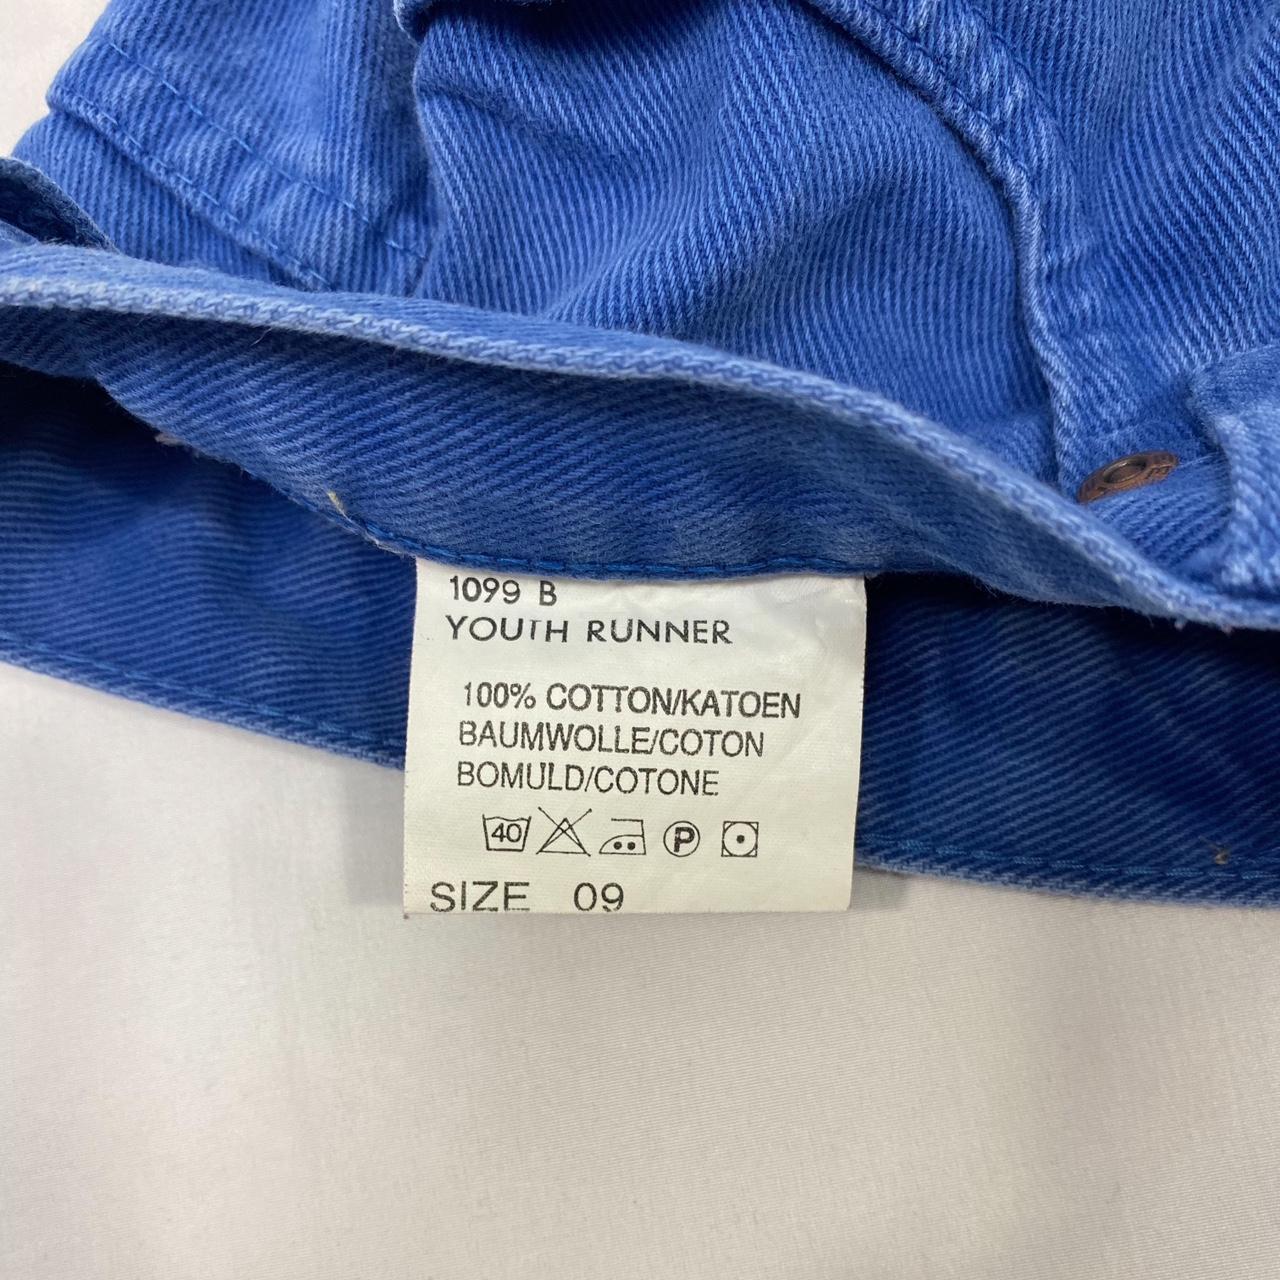 1099 B
YOUTH RUNNER
100% COTTON/KATOEN
BAUMWOLLE/COTON
BOMULD/COTONE
40 P
SIZE 09